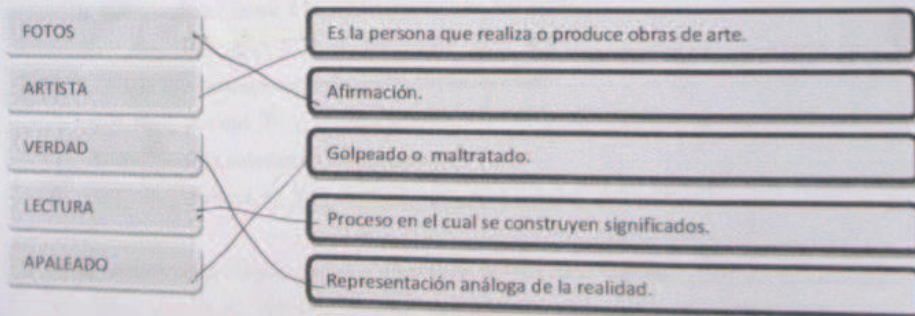 FOTOS
Es la persona que realiza o produce obras de arte.
ARTISTA
Afirmación.
VERDAD
Golpeado o maltratado.
LECTURA
Proceso en el cual se construyen significados.
APALEADO
Representación análoga de la realidad.